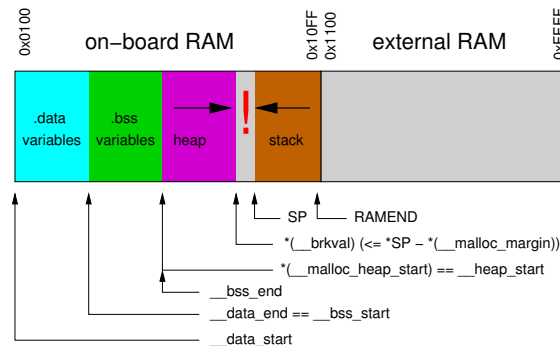 0x0100
on−board RAM
0x10FF
0x1100
external RAM
0xFFFF
.data
variables
.bss
variables
heap
!
stack
SP
RAMEND
*(__brkval) (<= *SP − *(__malloc_margin))
*(__malloc_heap_start) == __heap_start
__bss_end
__data_end == __bss_start
__data_start